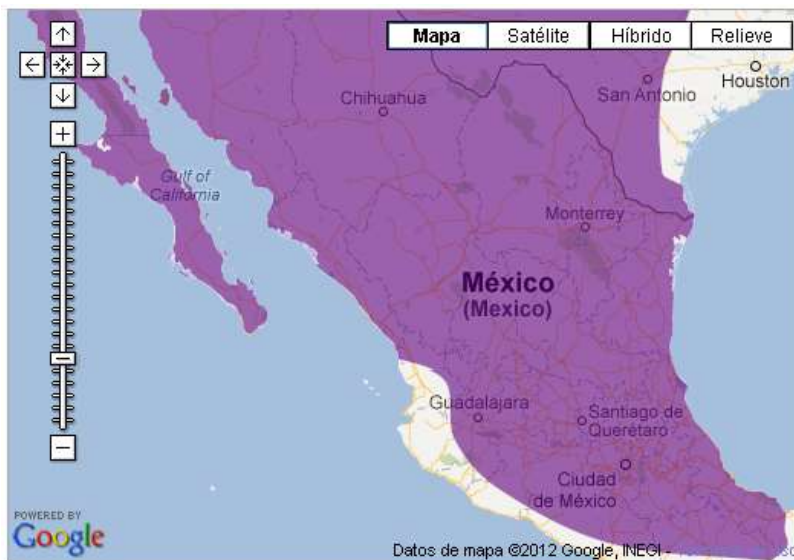 Mapa Satélite Híbrido Relieve
Houston
San Antonio
Chihuahua
Gulf of
California
Monterrey
México
(Mexico)
Guadalajara
Santiago de
Querétaro
Ciudad
de México
POWERED BY
Google
Datos de mapa ©2012 Google, INEGI -